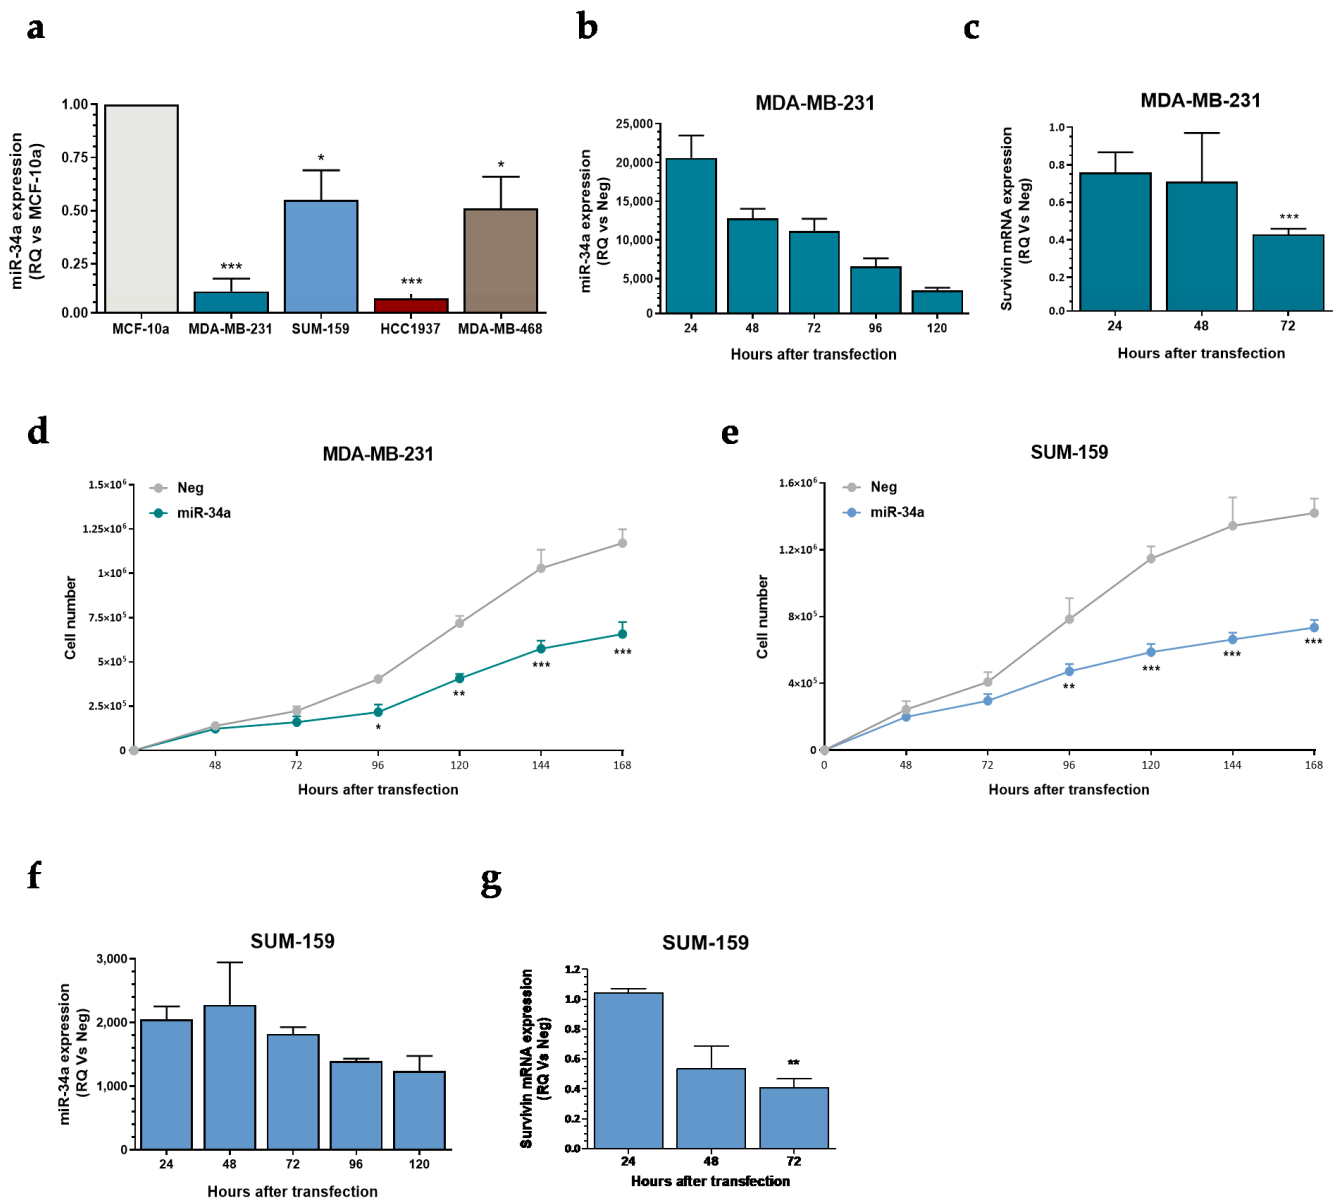 a
miR-34a expression
(RQ vs MCF-10a)
1.00
0.75
0.50
0.25
0.00
***
*
***
*
MCF-10a MDA-MB-231 SUM-159 HCC1937 MDA-MB-468
b
MDA-MB-231
miR-34a expression
(RQ vs Neg)
25,000
20,000
15,000
10,000
5,000
0
24 48 72 96 120
Hours after transfection
c
MDA-MB-231
Survivin mRNA expression
(RQ Vs Neg)
1.0
0.8
0.6
0.4
0.2
0.0
***
24 48 72
Hours after transfection
d
MDA-MB-231
Neg
miR-34a
Cell number
1.5×10⁶
1.25×10⁶
1×10⁶
7.5×10⁵
5×10⁵
2.5×10⁵
0
*
**
***
***
48 72 96 120 144 168
Hours after transfection
e
SUM-159
Neg
miR-34a
Cell number
1.6×10⁶
1.2×10⁶
8×10⁵
4×10⁵
0
**
***
***
***
0 48 72 96 120 144 168
Hours after transfection
f
SUM-159
miR-34a expression
(RQ Vs Neg)
3,000
2,000
1,000
0
24 48 72 96 120
Hours after transfection
g
SUM-159
Survivin mRNA expression
(RQ Vs Neg)
1.2
1.0
0.8
0.6
0.4
0.2
0.0
**
24 48 72
Hours after transfection